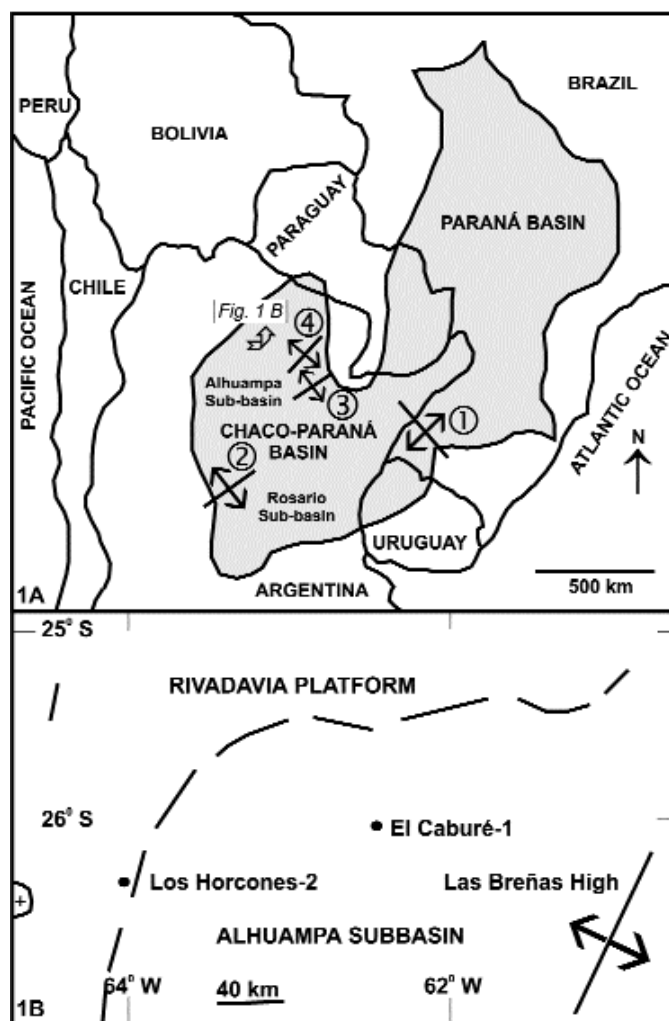 PERU
BRAZIL
BOLIVIA
PARAGUAY
PARANÁ BASIN
CHILE
PACIFIC OCEAN
Fig. 1 B
④
Alhuampa
Sub-basin
③
CHACO-PARANÁ
BASIN
①
②
ATLANTIC OCEAN
N
Rosario
Sub-basin
URUGUAY
ARGENTINA
500 km
1A
25° S
RIVADAVIA PLATFORM
26° S
El Caburé-1
Los Horcones-2
Las Breñas High
+
ALHUAMPA SUBBASIN
64° W
40 km
62° W
1B